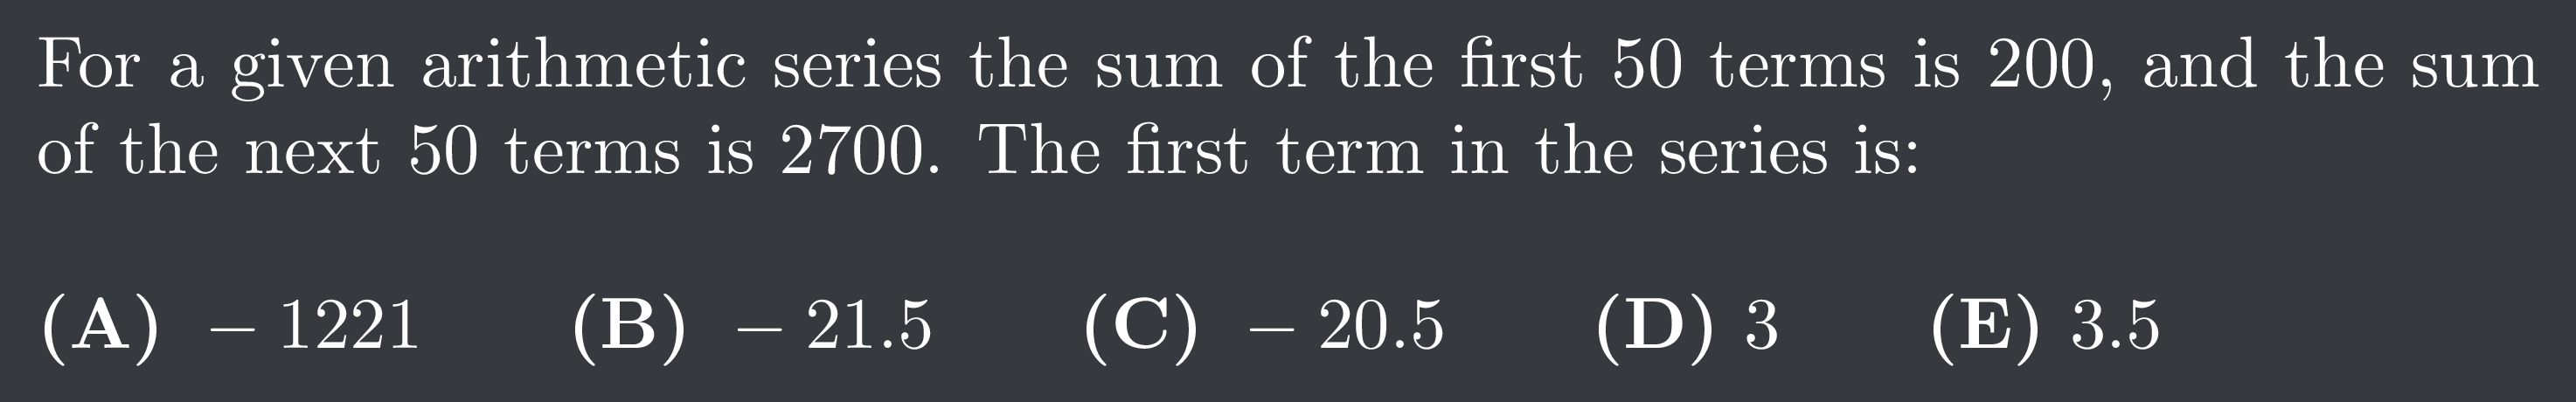 For a given arithmetic series the sum of the first 50 terms is 200, and the sum
of the next 50 terms is 2700. The first term in the series is:
(A) − 1221 (B) − 21.5 (C) − 20.5 (D) 3 (E) 3.5